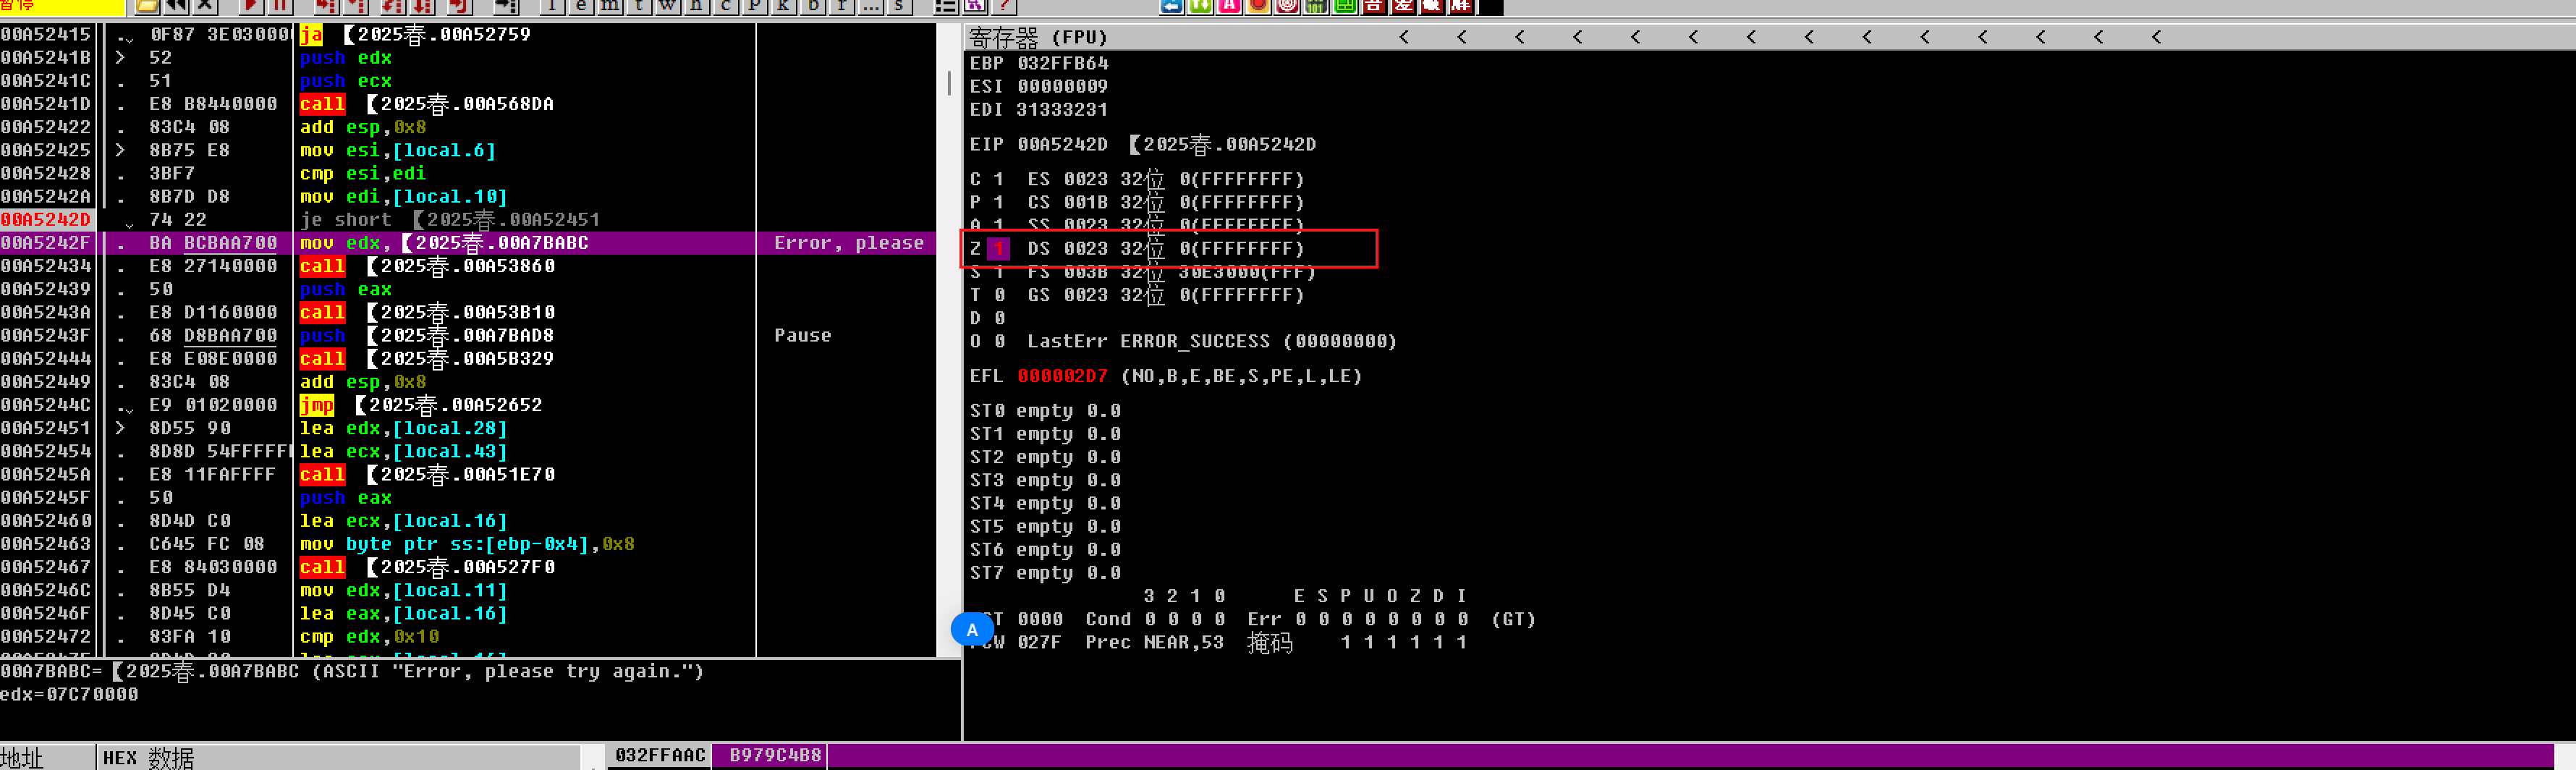 暂停 l e m t w h c P k b r ... s ?
00A52415 . 0F87 3E0300 ja 【2025春.00A52759
00A5241B > 52 push edx
00A5241C . 51 push ecx
00A5241D . E8 B8440000 call 【2025春.00A568DA
00A52422 . 83C4 08 add esp,0x8
00A52425 > 8B75 E8 mov esi,[local.6]
00A52428 . 3BF7 cmp esi,edi
00A5242A . 8B7D D8 mov edi,[local.10]
00A5242D 74 22 je short 【2025春.00A52451
00A5242F . BA BCBAA700 mov edx,【2025春.00A7BABC Error, please
00A52434 . E8 27140000 call 【2025春.00A53860
00A52439 . 50 push eax
00A5243A . E8 D1160000 call 【2025春.00A53B10
00A5243F . 68 D8BAA700 push 【2025春.00A7BAD8 Pause
00A52444 . E8 E08E0000 call 【2025春.00A5B329
00A52449 . 83C4 08 add esp,0x8
00A5244C . E9 01020000 jmp 【2025春.00A52652
00A52451 > 8D55 90 lea edx,[local.28]
00A52454 . 8D8D 54FFFFF lea ecx,[local.43]
00A5245A . E8 11FAFFFF call 【2025春.00A51E70
00A5245F . 50 push eax
00A52460 . 8D4D C0 lea ecx,[local.16]
00A52463 . C645 FC 08 mov byte ptr ss:[ebp-0x4],0x8
00A52467 . E8 84030000 call 【2025春.00A527F0
00A5246C . 8B55 D4 mov edx,[local.11]
00A5246F . 8D45 C0 lea eax,[local.16]
00A52472 . 83FA 10 cmp edx,0x10
00A7BABC=【2025春.00A7BABC (ASCII "Error, please try again.")
edx=07C70000
寄存器 (FPU) < < < < < < < < < < < < < <
EBP 032FFB64
ESI 00000009
EDI 31333231
EIP 00A5242D 【2025春.00A5242D
C 1 ES 0023 32位 0(FFFFFFFF)
P 1 CS 001B 32位 0(FFFFFFFF)
A 1 SS 0023 32位 0(FFFFFFFF)
Z 1 DS 0023 32位 0(FFFFFFFF)
S 1 FS 003B 32位 30E3000(FFF)
T 0 GS 0023 32位 0(FFFFFFFF)
D 0
O 0 LastErr ERROR_SUCCESS (00000000)
EFL 000002D7 (NO,B,E,BE,S,PE,L,LE)
ST0 empty 0.0
ST1 empty 0.0
ST2 empty 0.0
ST3 empty 0.0
ST4 empty 0.0
ST5 empty 0.0
ST6 empty 0.0
ST7 empty 0.0
3 2 1 0 E S P U O Z D I
T 0000 Cond 0 0 0 0 Err 0 0 0 0 0 0 0 0 (GT)
CW 027F Prec NEAR,53 掩码 1 1 1 1 1 1
A
地址 HEX 数据
032FFAAC B979C4B8